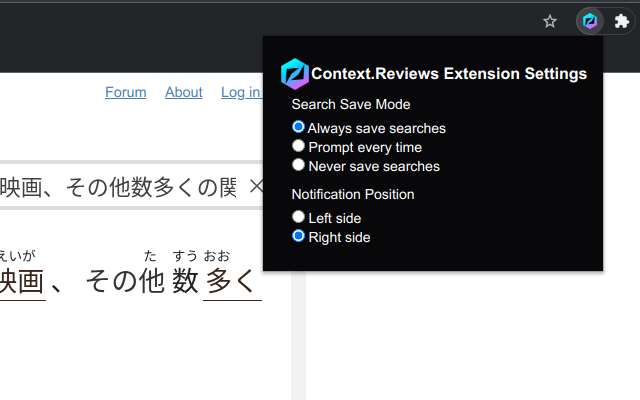 Context.Reviews Extension Settings
Search Save Mode
Always save searches
Prompt every time
Never save searches
Notification Position
Left side
Right side
Forum About Log in
映画、その他数多くの関
えいが た すう おお
映画 、 その他 数 多く